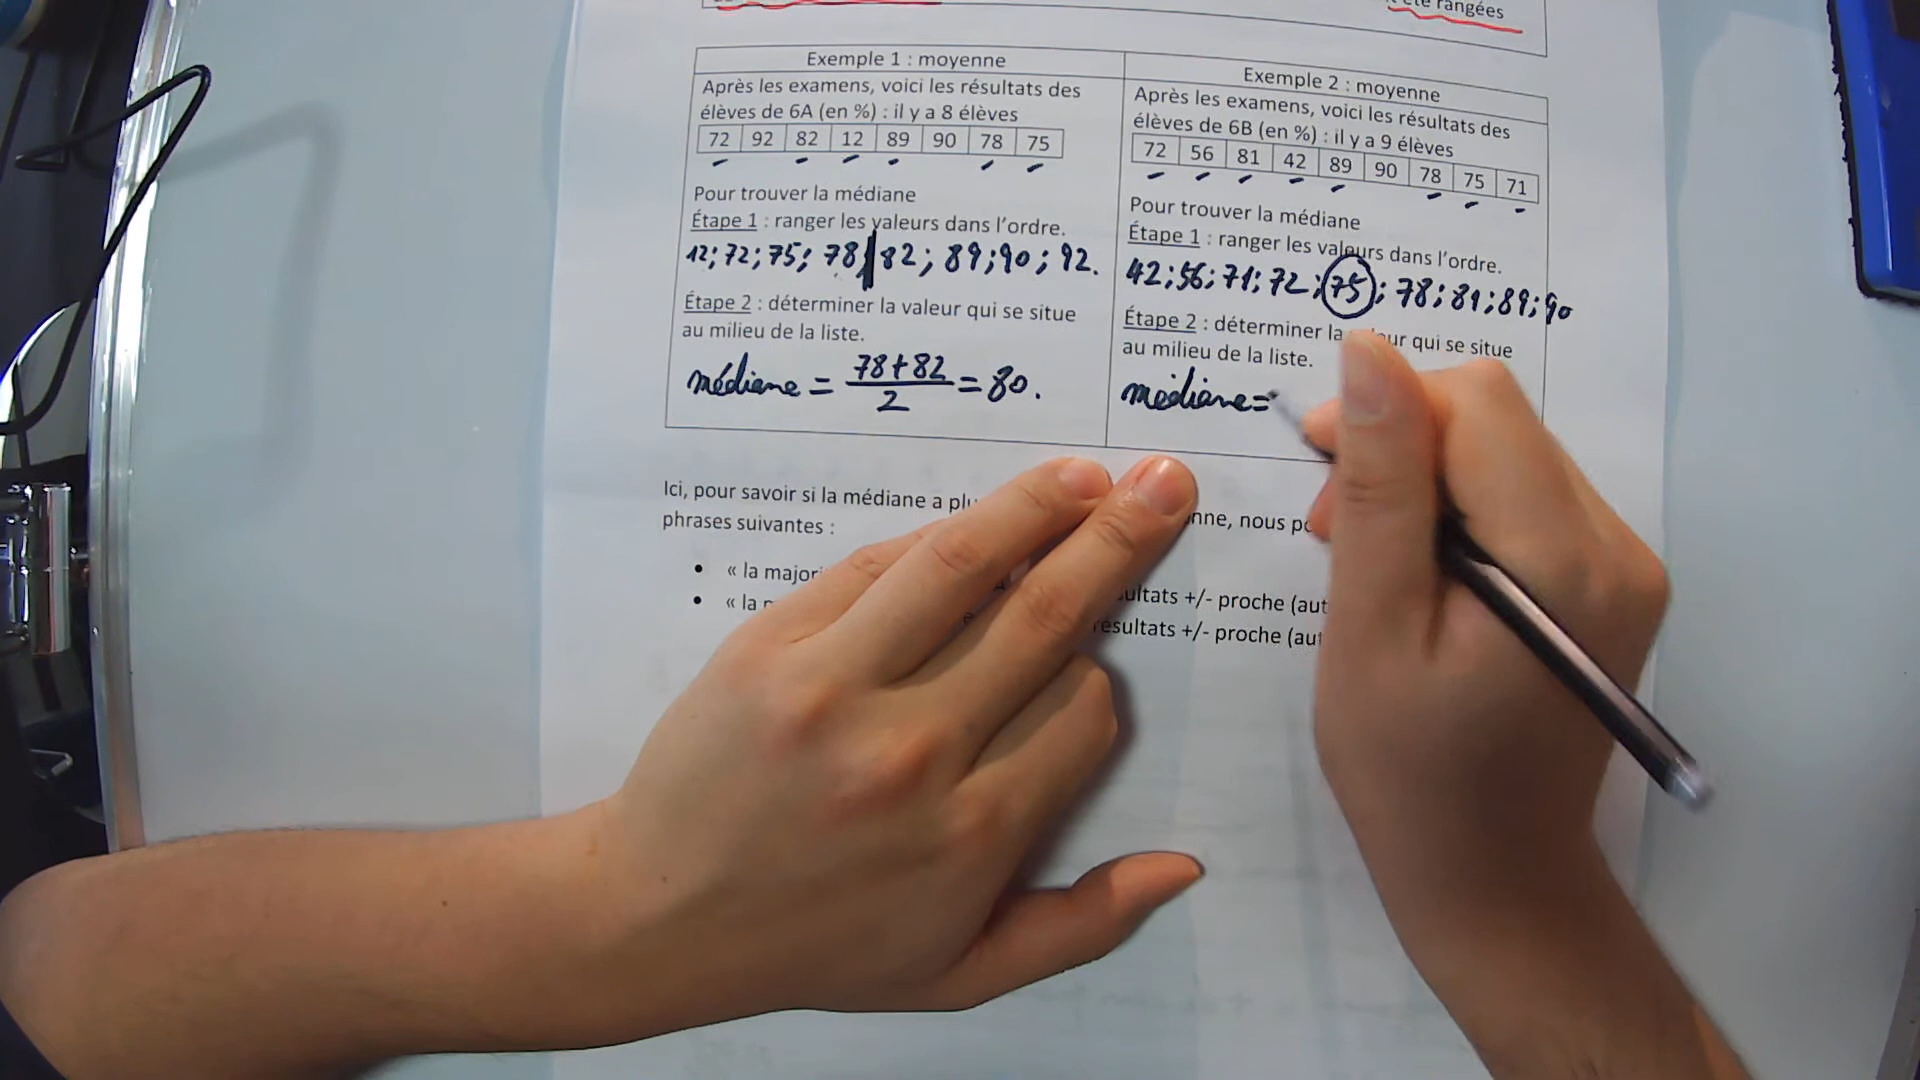 été rangées
Exemple 1 : moyenne
Après les examens, voici les résultats des
élèves de 6A (en %) : il y a 8 élèves
72 92 82 12 89 90 78 75
Pour trouver la médiane
Étape 1 : ranger les valeurs dans l'ordre.
12; 72; 75; 78; 82; 89; 90; 92.
Étape 2 : déterminer la valeur qui se situe
au milieu de la liste.
médiane = 78+82 / 2 = 80.
Exemple 2 : moyenne
Après les examens, voici les résultats des
élèves de 6B (en %) : il y a 9 élèves
72 56 81 42 89 90 78 75 71
Pour trouver la médiane
Étape 1 : ranger les valeurs dans l'ordre.
42; 56; 71; 72; 75; 78; 81; 89; 90
Étape 2 : déterminer la qui se situe
au milieu de la liste.
médiane =
Ici, pour savoir si la médiane a nous
phrases suivantes :
• « la +/- proche
• « la résultats +/- proche